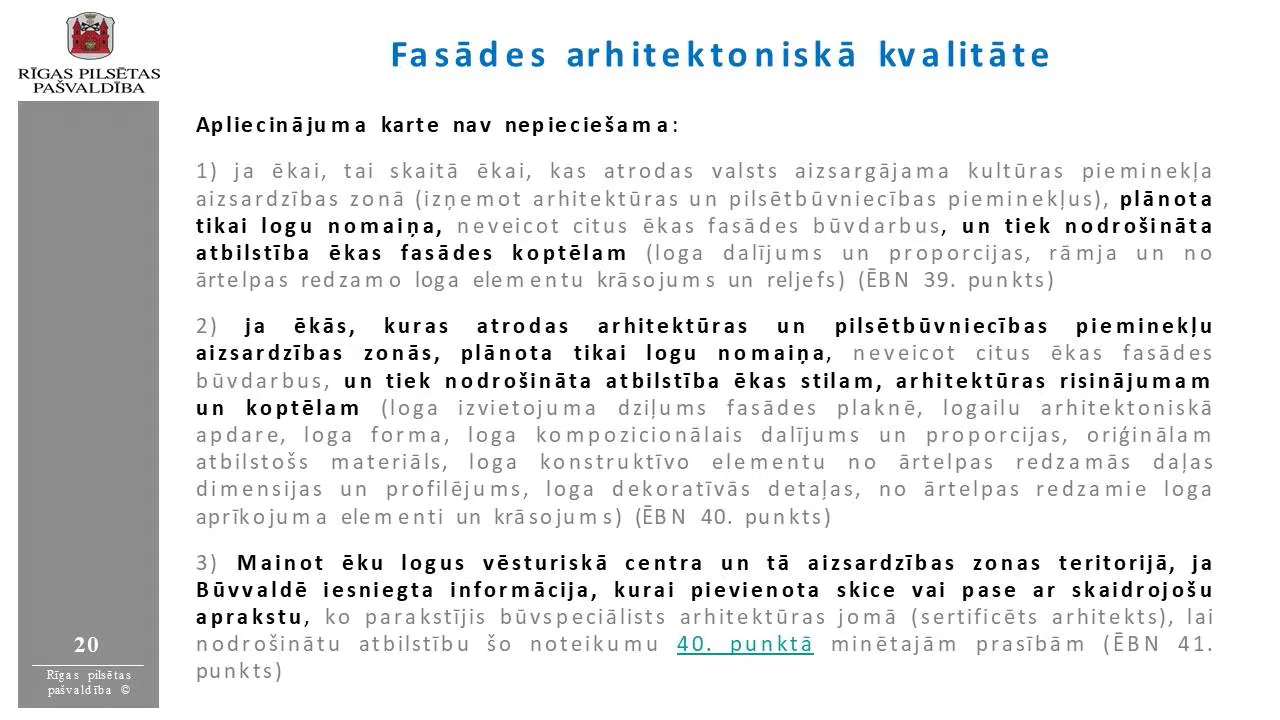 RĪGAS PILSĒTAS
PAŠVALDĪBA
Fasādes arhitektoniskā kvalitāte
Apliecinājuma karte nav nepieciešama:
1) ja ēkai, tai skaitā ēkai, kas atrodas valsts aizsargājama kultūras pieminekļa
aizsardzības zonā (izņemot arhitektūras un pilsētbūvniecības pieminekļus), plānota
tikai logu nomaiņa, neveicot citus ēkas fasādes būvdarbus, un tiek nodrošināta
atbilstība ēkas fasādes koptēlam (loga dalījums un proporcijas, rāmja un no
ārtelpas redzamo loga elementu krāsojums un reljefs) (ĒBN 39. punkts)
2) ja ēkās, kuras atrodas arhitektūras un pilsētbūvniecības pieminekļu
aizsardzības zonās, plānota tikai logu nomaiņa, neveicot citus ēkas fasādes
būvdarbus, un tiek nodrošināta atbilstība ēkas stilam, arhitektūras risinājumam
un koptēlam (loga izvietojuma dziļums fasādes plaknē, logailu arhitektoniskā
apdare, loga forma, loga kompozicionālais dalījums un proporcijas, oriģinālam
atbilstošs materiāls, loga konstruktīvo elementu no ārtelpas redzamās daļas
dimensijas un profilējums, loga dekoratīvās detaļas, no ārtelpas redzamie loga
aprīkojuma elementi un krāsojums) (ĒBN 40. punkts)
3) Mainot ēku logus vēsturiskā centra un tā aizsardzības zonas teritorijā, ja
Būvvaldē iesniegta informācija, kurai pievienota skice vai pase ar skaidrojošu
aprakstu, ko parakstījis būvspeciālists arhitektūras jomā (sertificēts arhitekts), lai
nodrošinātu atbilstību šo noteikumu 40. punktā minētajām prasībām (ĒBN 41.
punkts)
20
Rīgas pilsētas
pašvaldība ©